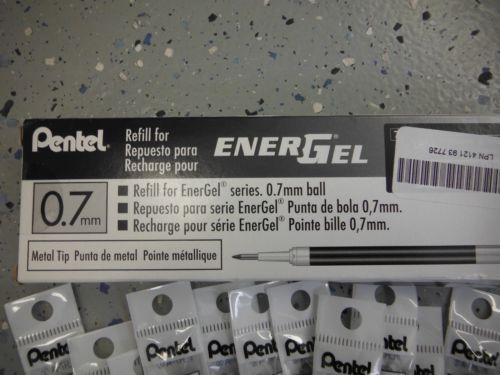 Pentel
Refill for
Repuesto para
Recharge pour
ENERGEL®
0.7mm
Refill for EnerGel® series. 0.7mm ball
Repuesto para serie EnerGel® Punta de bola 0,7mm.
Recharge pour série EnerGel® Pointe bille 0,7mm.
Metal Tip Punta de metal Pointe métallique
LPN 4121 93 7726
Pentel
Pentel
Pentel
Pentel
Pentel
Pentel
Pentel